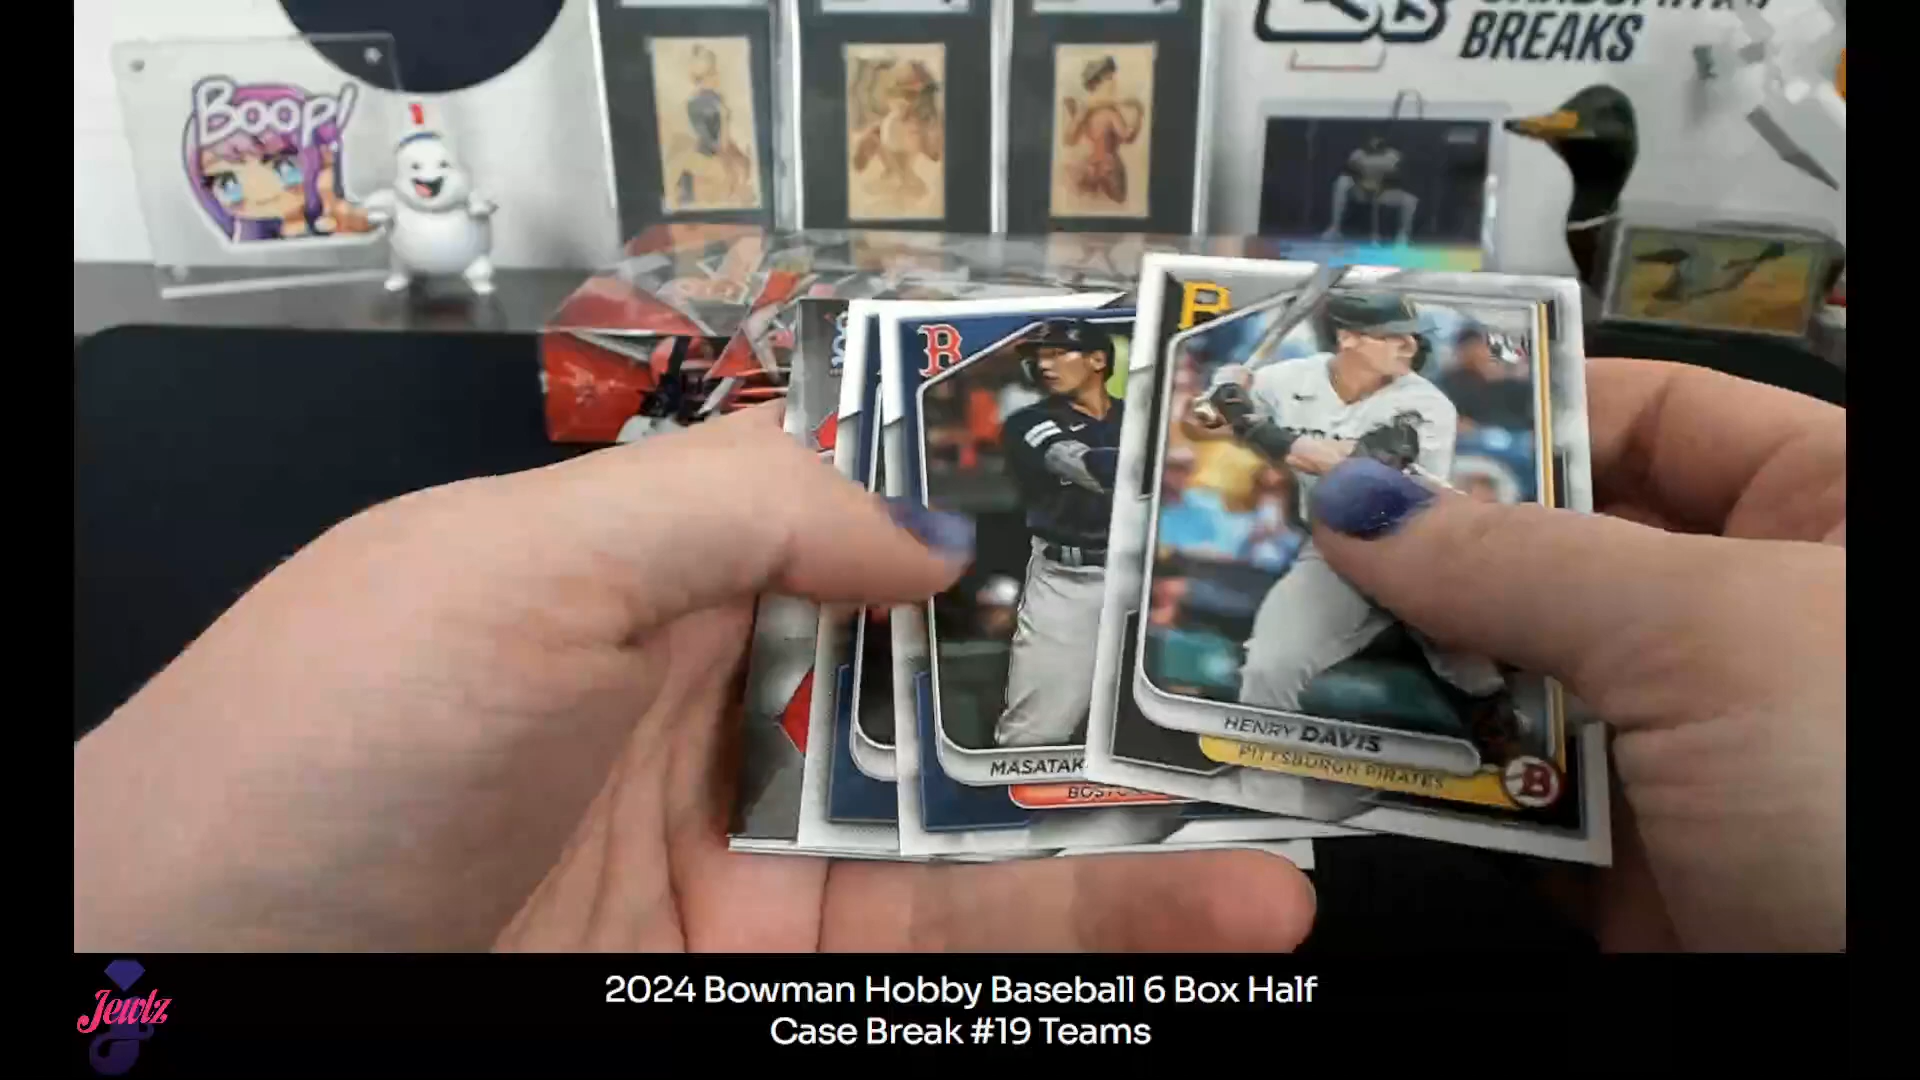 BOOP!
BREAKS
B
B
HENRY DAVIS
PITTSBURGH PIRATES
B
MASATAK
BOSTO
Jewlz
2024 Bowman Hobby Baseball 6 Box Half
Case Break #19 Teams